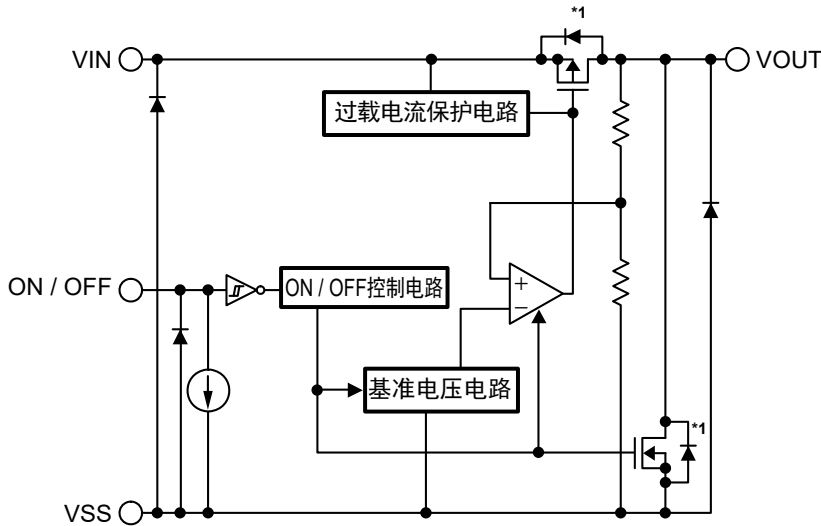 *1
VIN
VOUT
过载电流保护电路
ON / OFF
ON / OFF控制电路
+
−
基准电压电路
*1
VSS